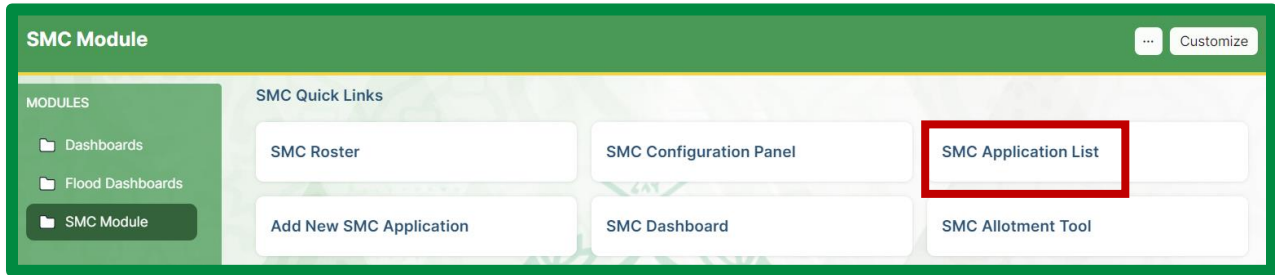 SMC Module
... Customize
MODULES
Dashboards
Flood Dashboards
SMC Module
SMC Quick Links
SMC Roster
SMC Configuration Panel
SMC Application List
Add New SMC Application
SMC Dashboard
SMC Allotment Tool